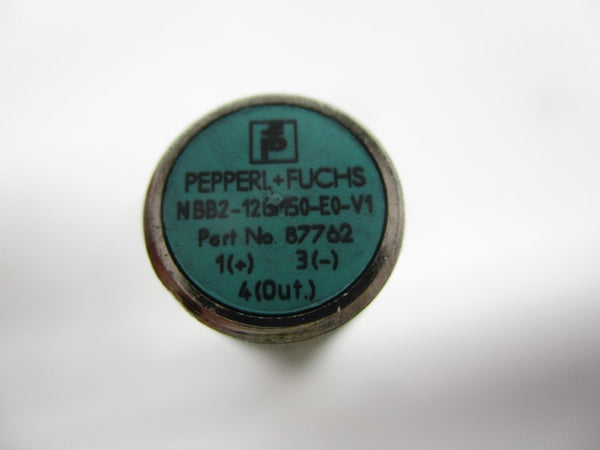 PEPPERL+FUCHS
NBB2-12GM50-E0-V1
Part No. 87762
1(+) 3(-)
4(Out.)